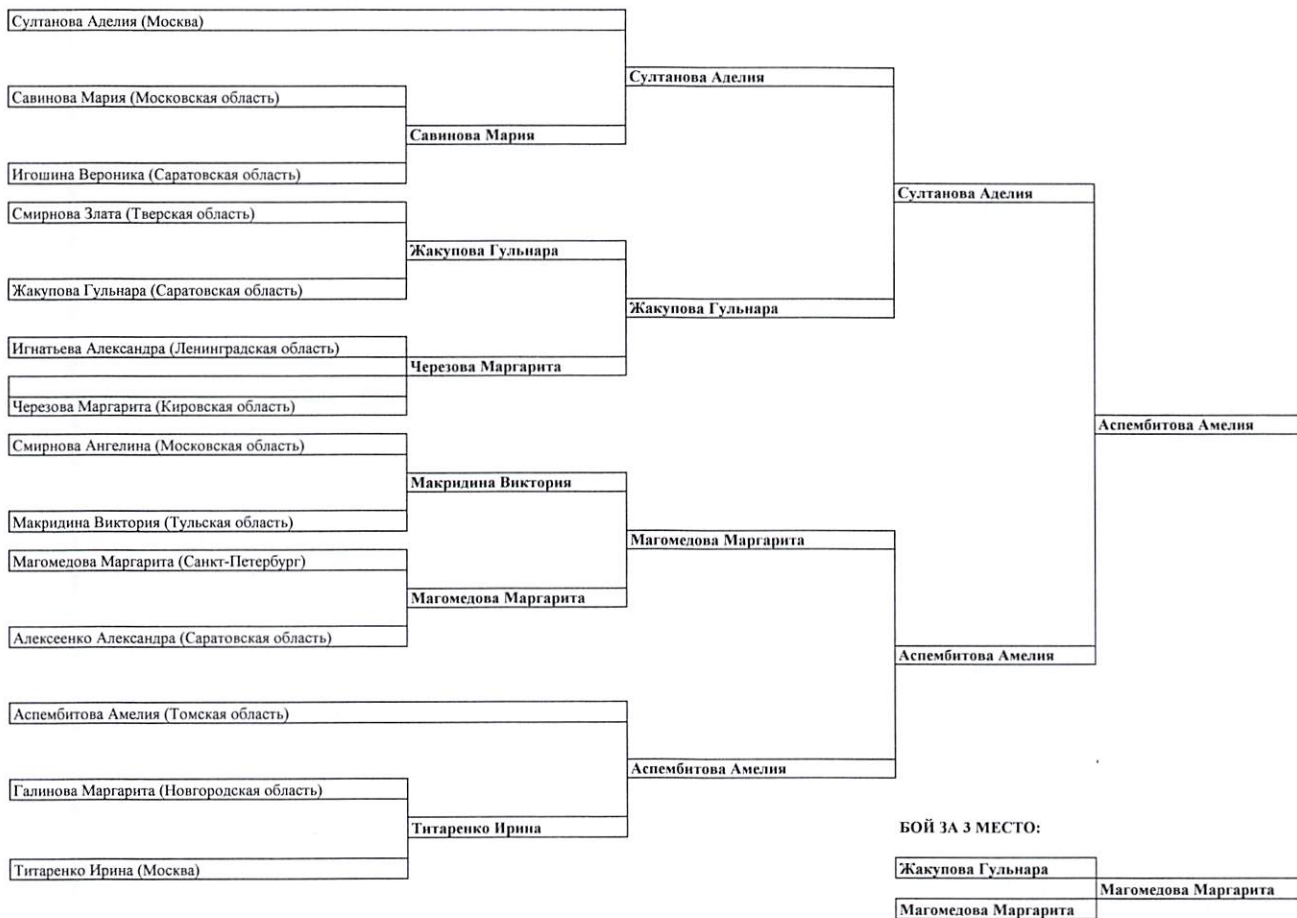 Султанова Аделия (Москва)
Султанова Аделия
Савинова Мария (Московская область)
Савинова Мария
Игошина Вероника (Саратовская область)
Султанова Аделия
Смирнова Злата (Тверская область)
Жакупова Гульнара
Жакупова Гульнара (Саратовская область)
Жакупова Гульнара
Игнатьева Александра (Ленинградская область)
Черезова Маргарита
Черезова Маргарита (Кировская область)
Аспембитова Амелия
Смирнова Ангелина (Московская область)
Макридина Виктория
Макридина Виктория (Тульская область)
Магомедова Маргарита
Магомедова Маргарита (Санкт-Петербург)
Магомедова Маргарита
Алексеенко Александра (Саратовская область)
Аспембитова Амелия
Аспембитова Амелия (Томская область)
Аспембитова Амелия
Галинова Маргарита (Новгородская область)
Титаренко Ирина
Титаренко Ирина (Москва)
БОЙ ЗА 3 МЕСТО:
Жакупова Гульнара
Магомедова Маргарита
Магомедова Маргарита